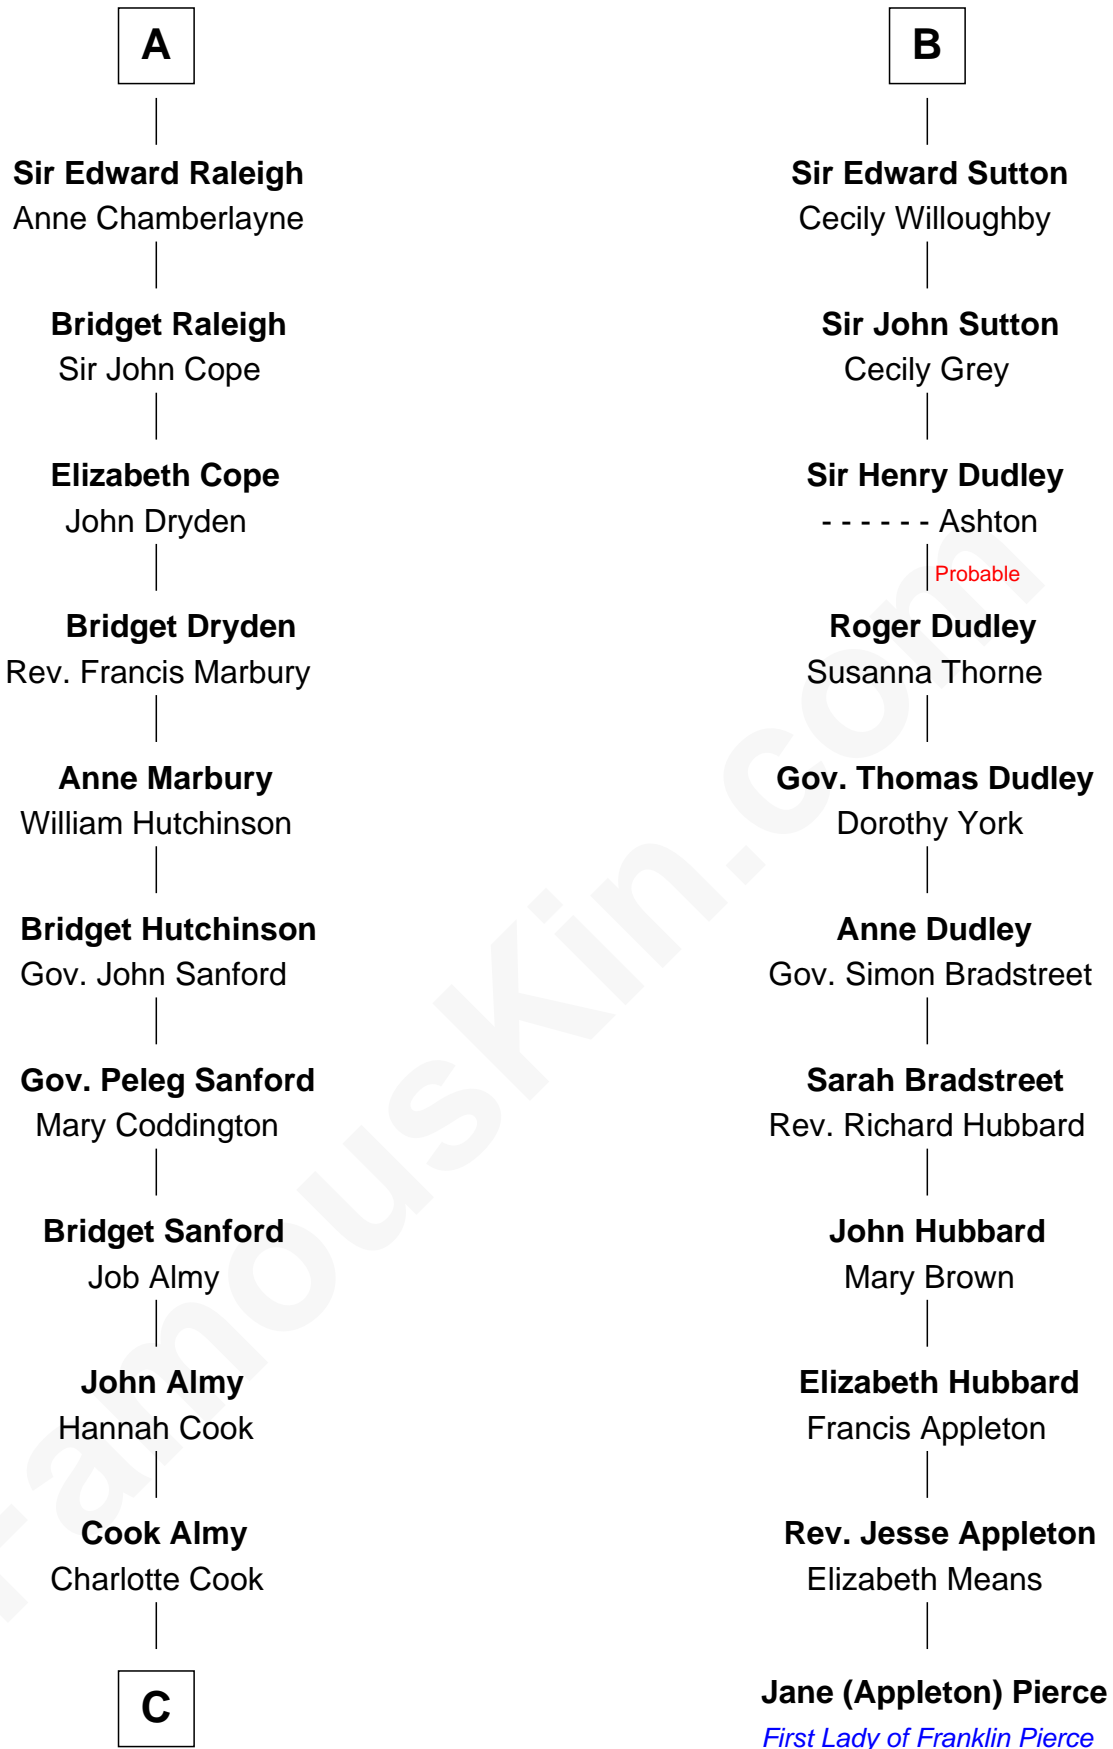 A
Sir Edward Raleigh
Anne Chamberlayne
Bridget Raleigh
Sir John Cope
Elizabeth Cope
John Dryden
Bridget Dryden
Rev. Francis Marbury
Anne Marbury
William Hutchinson
Bridget Hutchinson
Gov. John Sanford
Gov. Peleg Sanford
Mary Coddington
Bridget Sanford
Job Almy
John Almy
Hannah Cook
Cook Almy
Charlotte Cook
C
B
Sir Edward Sutton
Cecily Willoughby
Sir John Sutton
Cecily Grey
Sir Henry Dudley
- - - - - - Ashton
Probable
Roger Dudley
Susanna Thorne
Gov. Thomas Dudley
Dorothy York
Anne Dudley
Gov. Simon Bradstreet
Sarah Bradstreet
Rev. Richard Hubbard
John Hubbard
Mary Brown
Elizabeth Hubbard
Francis Appleton
Rev. Jesse Appleton
Elizabeth Means
Jane (Appleton) Pierce
First Lady of Franklin Pierce
FamousKin.com